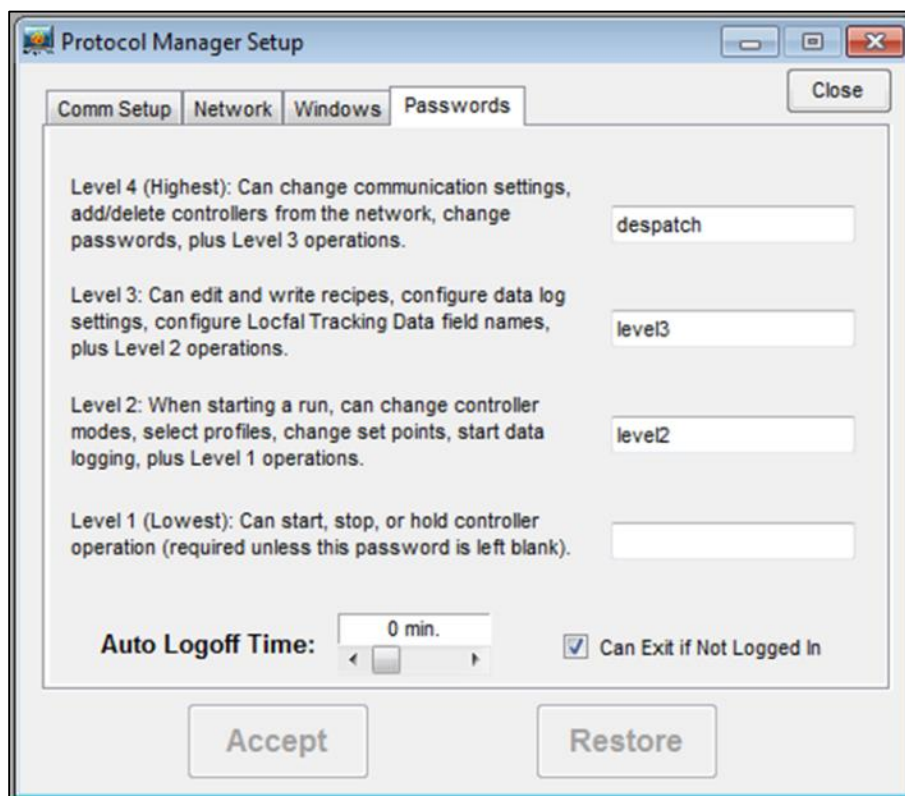 Protocol Manager Setup
Close
Comm Setup Network Windows Passwords
Level 4 (Highest): Can change communication settings,
add/delete controllers from the network, change
passwords, plus Level 3 operations.
despatch
Level 3: Can edit and write recipes, configure data log
settings, configure Locfal Tracking Data field names,
plus Level 2 operations.
level3
Level 2: When starting a run, can change controller
modes, select profiles, change set points, start data
logging, plus Level 1 operations.
level2
Level 1 (Lowest): Can start, stop, or hold controller
operation (required unless this password is left blank).
Auto Logoff Time:
0 min.
Can Exit if Not Logged In
Accept
Restore